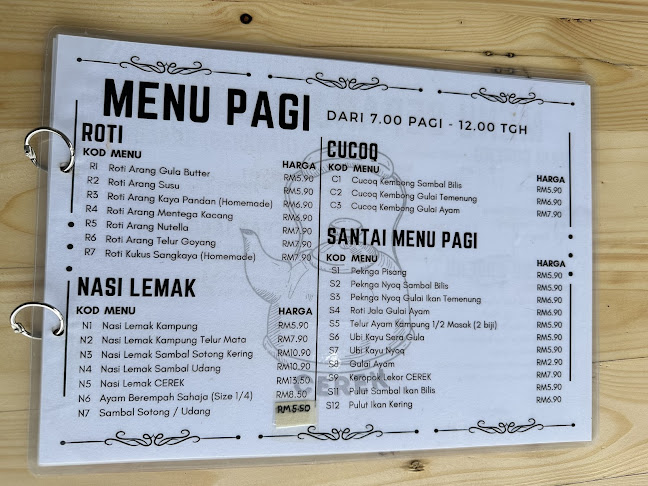 MENU PAGI DARI 7.00 PAGI - 12.00 TGH
ROTI
KOD MENU HARGA
R1 Roti Arang Gula Butter RM5.90
R2 Roti Arang Susu RM5.90
R3 Roti Arang Kaya Pandan (Homemade) RM6.90
R4 Roti Arang Mentega Kacang RM6.90
R5 Roti Arang Nutella RM7.90
R6 Roti Arang Telur Goyang RM7.90
R7 Roti Kukus Sangkaya (Homemade) RM7.90
NASI LEMAK
KOD MENU HARGA
N1 Nasi Lemak Kampung RM5.90
N2 Nasi Lemak Kampung Telur Mata RM7.90
N3 Nasi Lemak Sambal Sotong Kering RM10.90
N4 Nasi Lemak Sambal Udang RM10.90
N5 Nasi Lemak CEREK RM13.50
N6 Ayam Berempah Sahaja (Size 1/4) RM8.50
N7 Sambal Sotong / Udang RM5.50
CUCOQ
KOD MENU HARGA
C1 Cucoq Kembong Sambal Bilis RM5.90
C2 Cucoq Kembong Gulai Temenung RM6.90
C3 Cucoq Kembong Gulai Ayam RM7.90
SANTAI MENU PAGI
KOD MENU HARGA
S1 Peknga Pisang RM5.90
S2 Peknga Nyoq Sambal Bilis RM5.90
S3 Peknga Nyoq Gulai Ikan Temenung RM6.90
S4 Roti Jala Gulai Ayam RM6.90
S5 Telur Ayam Kampung 1/2 Masak (2 biji) RM5.90
S6 Ubi Kayu Sera Gula RM6.90
S7 Ubi Kayu Nyoq RM5.90
S8 Gulai Ayam RM2.90
S9 Keropok Lekor CEREK RM7.90
S11 Pulut Sambal Ikan Bilis RM5.90
S12 Pulut Ikan Kering RM6.90
CEREK